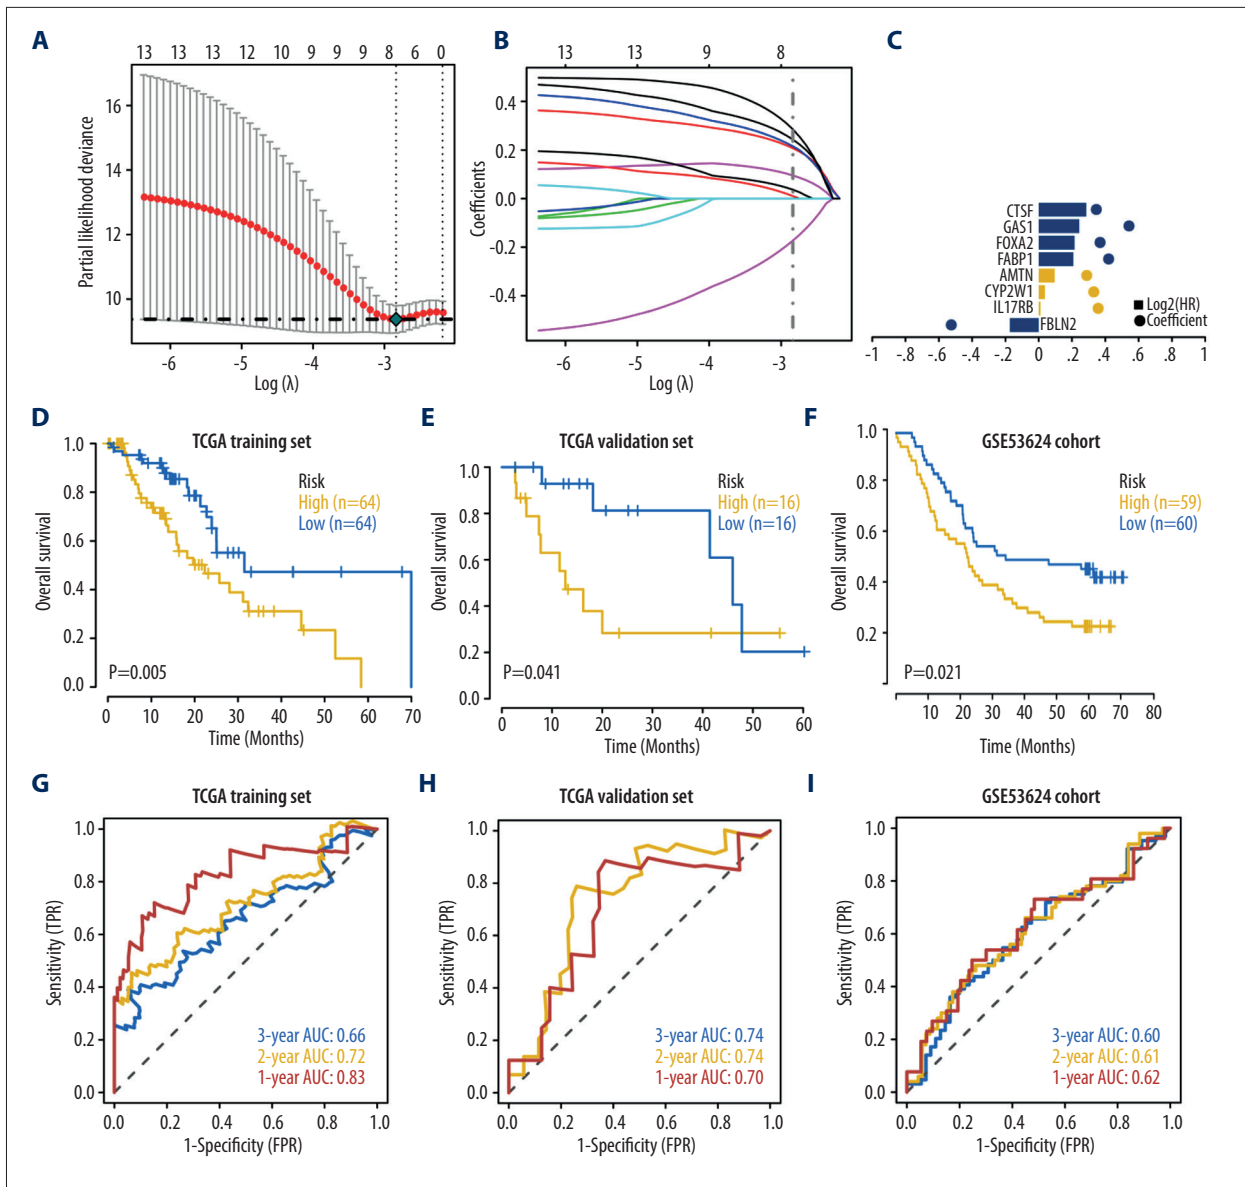 A
13 13 13 12 10 9 9 9 8 6 0
Partial likelihood deviance
16
14
12
10
-6 -5 -4 -3
Log (λ)
B
13 13 9 8
Coefficients
0.4
0.2
0.0
-0.2
-0.4
-6 -5 -4 -3
Log (λ)
C
CTSF
GAS1
FOXA2
FABP1
AMTN
CYP2W1
IL17RB
FBLN2
Log2(HR)
Coefficient
-1 -.8 -.6 -.4 -.2 0 .2 .4 .6 .8 1
D
TCGA training set
Overall survival
1.0
0.8
0.6
0.4
0.2
0.0
Risk
High (n=64)
Low (n=64)
P=0.005
0 10 20 30 40 50 60 70
Time (Months)
E
TCGA validation set
Overall survival
1.0
0.8
0.6
0.4
0.2
0.0
Risk
High (n=16)
Low (n=16)
P=0.041
0 10 20 30 40 50 60
Time (Months)
F
GSE53624 cohort
Overall survival
1.0
0.8
0.6
0.4
0.2
Risk
High (n=59)
Low (n=60)
P=0.021
10 20 30 40 50 60 70 80
Time (Months)
G
TCGA training set
Sensitivity (TPR)
1.0
0.8
0.6
0.4
0.2
0.0
3-year AUC: 0.66
2-year AUC: 0.72
1-year AUC: 0.83
0.0 0.2 0.4 0.6 0.8 1.0
1-Specificity (FPR)
H
TCGA validation set
Sensitivity (TPR)
1.0
0.8
0.6
0.4
0.2
0.0
3-year AUC: 0.74
2-year AUC: 0.74
1-year AUC: 0.70
0.0 0.2 0.4 0.6 0.8 1.0
1-Specificity (FPR)
I
GSE53624 cohort
Sensitivity (TPR)
1.0
0.8
0.6
0.4
0.2
0.0
3-year AUC: 0.60
2-year AUC: 0.61
1-year AUC: 0.62
0.0 0.2 0.4 0.6 0.8 1.0
1-Specificity (FPR)